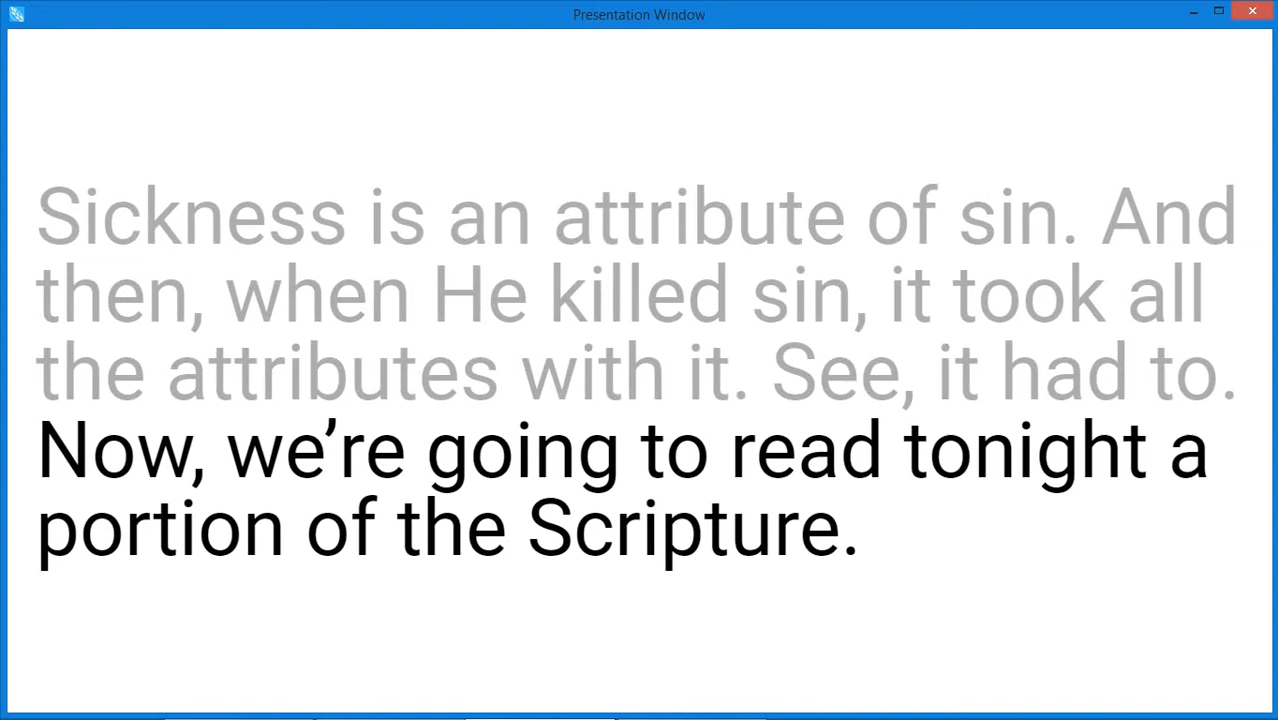 Presentation Window
Sickness is an attribute of sin. And
then, when He killed sin, it took all
the attributes with it. See, it had to.
Now, we’re going to read tonight a
portion of the Scripture.